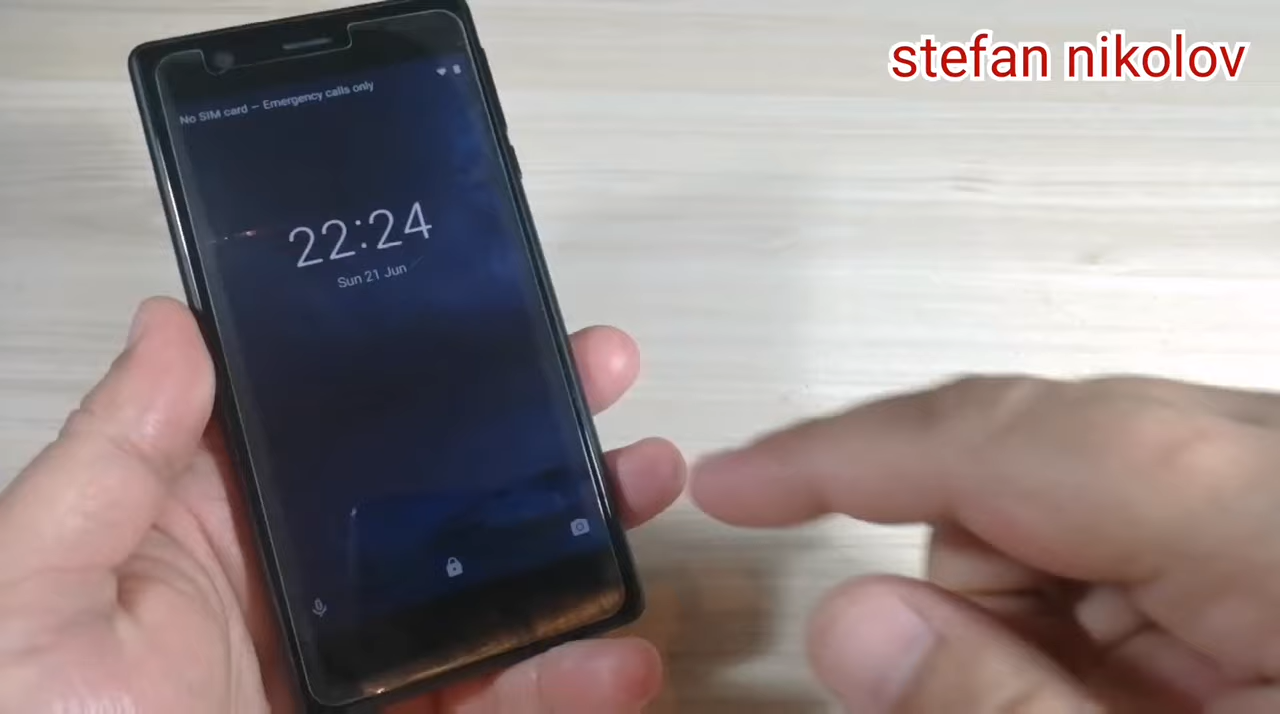 stefan nikolov
No SIM card — Emergency calls only
22:24
Sun 21 Jun